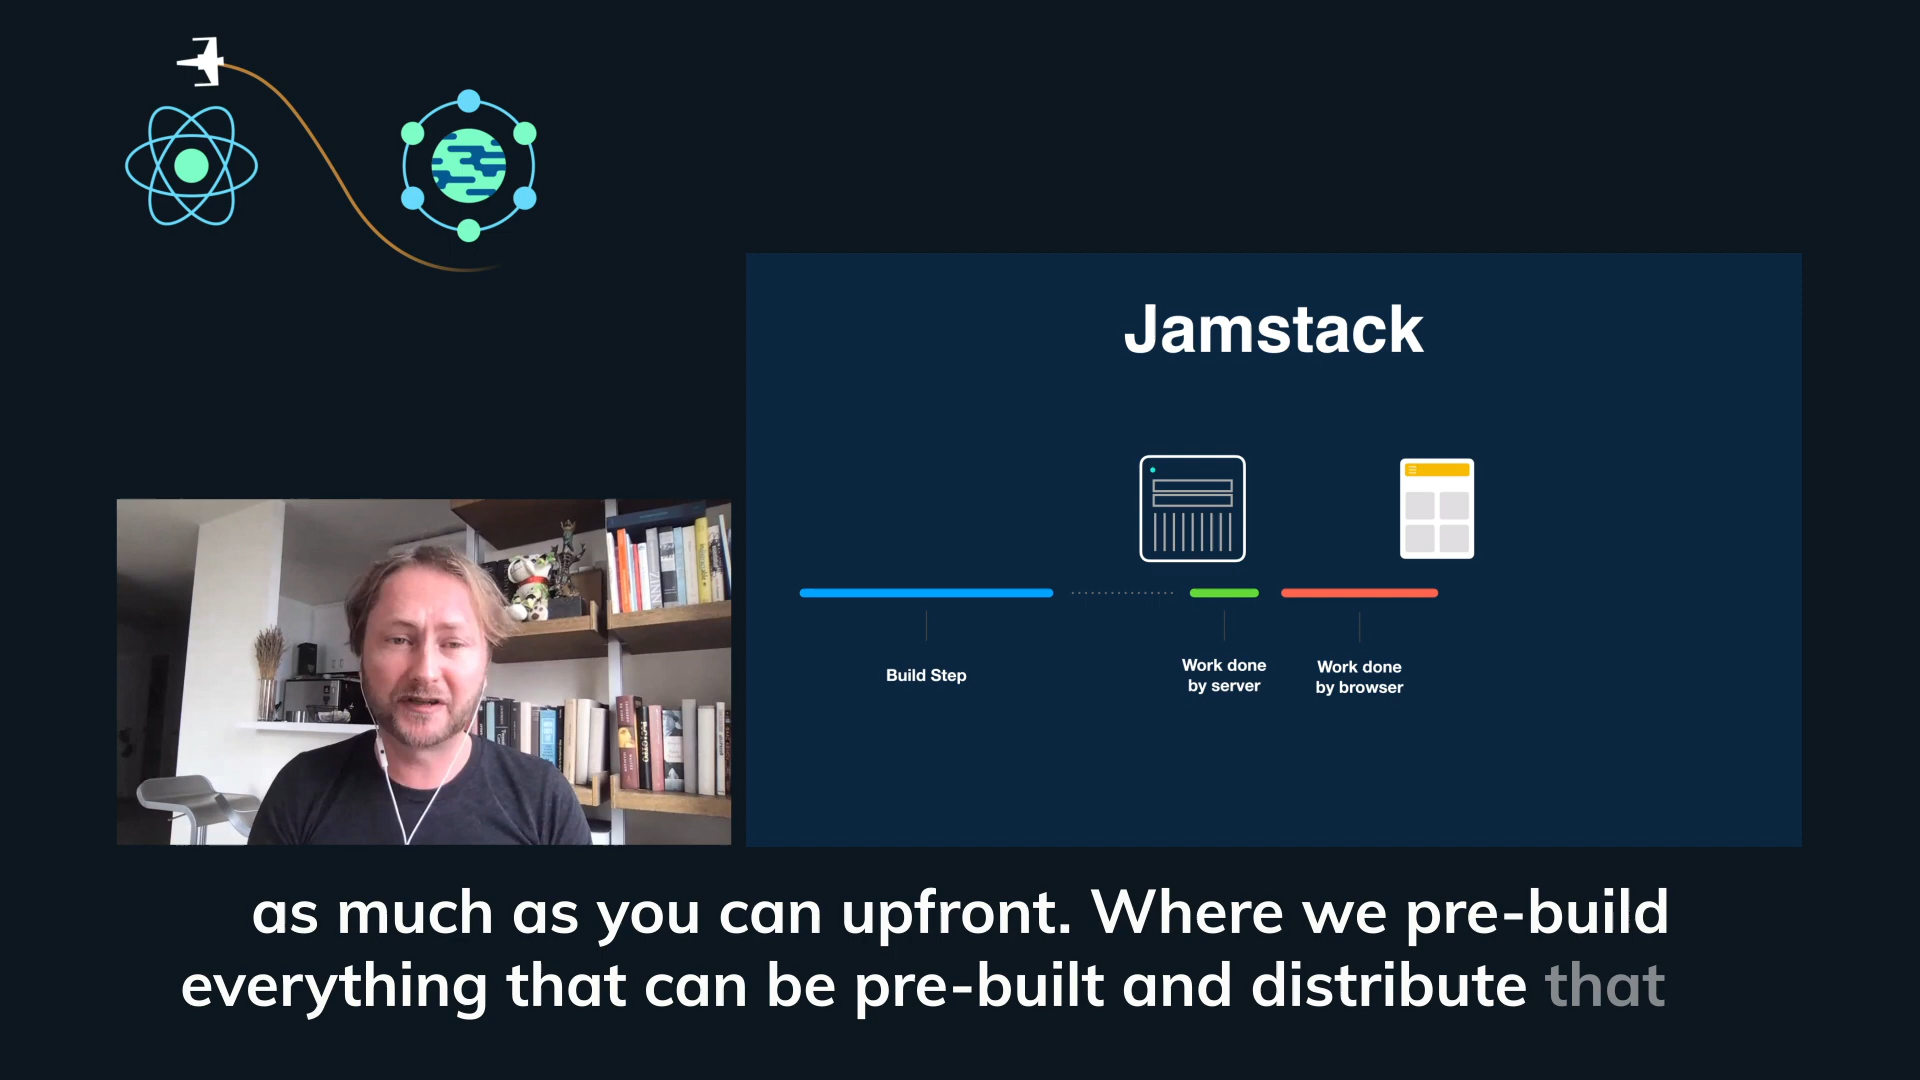 Jamstack
Build Step
Work done
by server
Work done
by browser
as much as you can upfront. Where we pre-build
everything that can be pre-built and distribute that